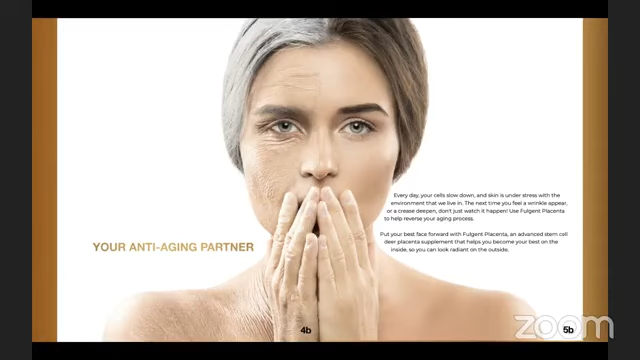 Every day, your cells slow down, and skin is under stress with the
environment that we live in. The next time you feel a wrinkle appear,
or a crease deepen, don't just watch it happen! Use Fulgent Placenta
to help reverse your aging process.
Put your best face forward with Fulgent Placenta, an advanced stem cell
deer placenta supplement that helps you become your best on the
inside, so you can look radiant on the outside.
YOUR ANTI-AGING PARTNER
4b
5b
zoom